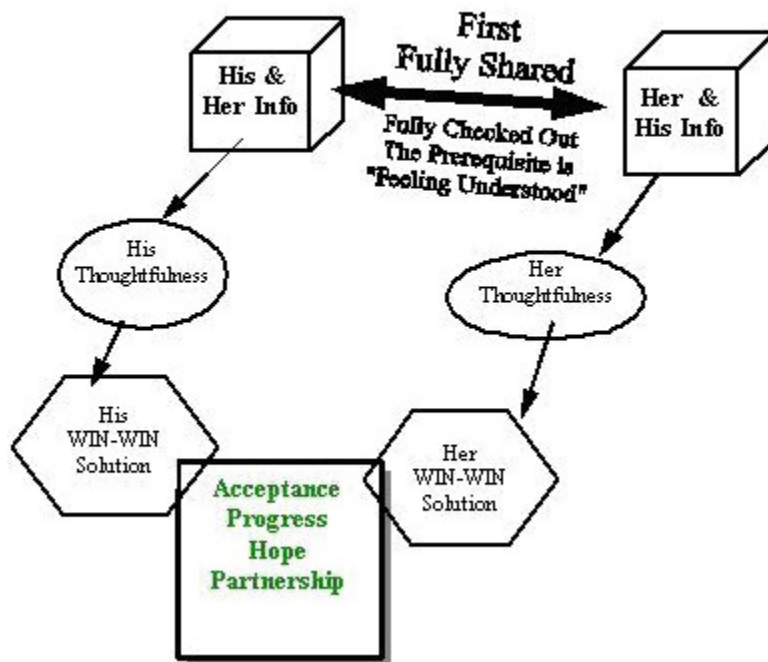 His &
Her Info
First
Fully Shared
Fully Checked Out
The Prerequisite is
"Feeling Understood"
Her &
His Info
His
Thoughtfulness
Her
Thoughtfulness
His
WIN-WIN
Solution
Her
WIN-WIN
Solution
Acceptance
Progress
Hope
Partnership